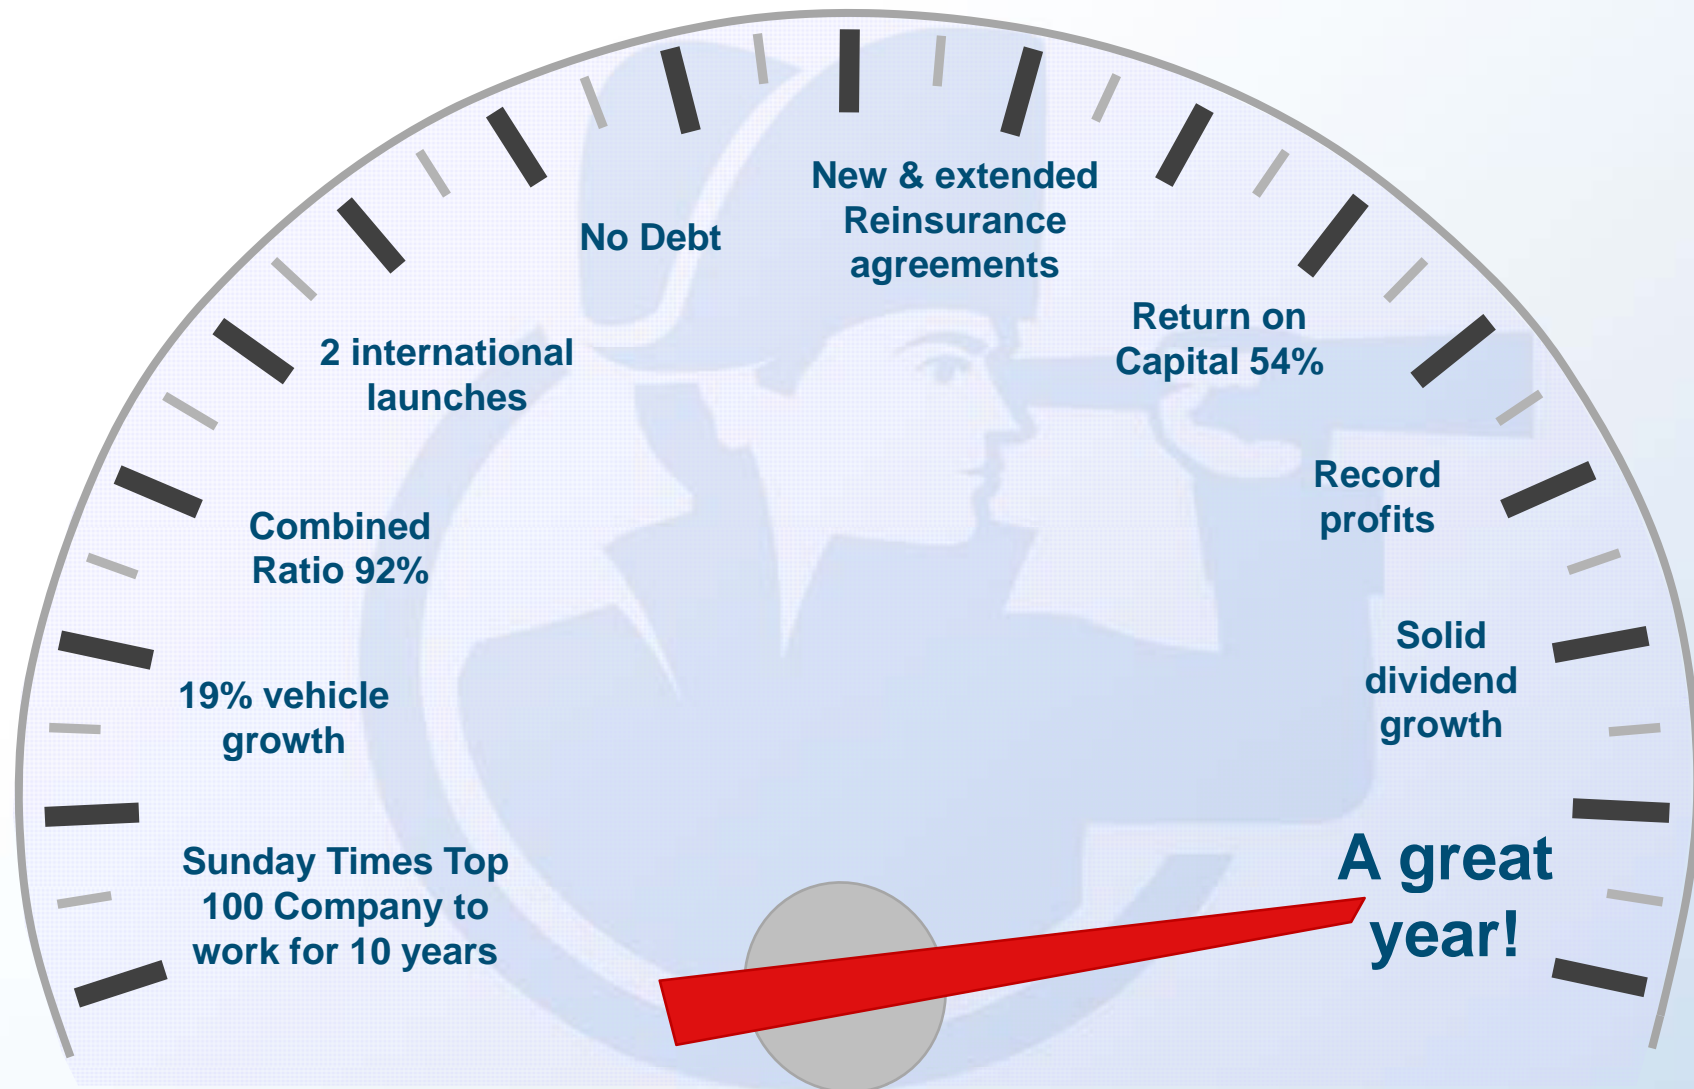 Sunday Times Top
100 Company to
work for 10 years
19% vehicle
growth
Combined
Ratio 92%
2 international
launches
No Debt
New & extended
Reinsurance
agreements
Return on
Capital 54%
Record
profits
Solid
dividend
growth
A great
year!